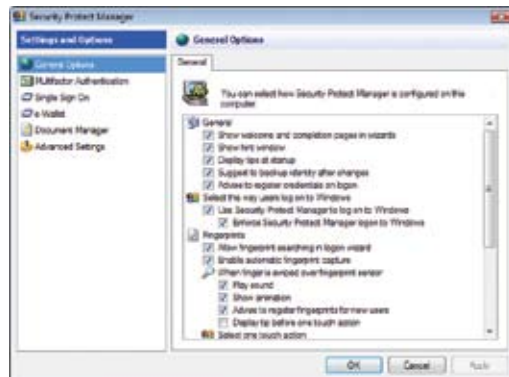 Security Protect Manager
Settings and Options
General Options
Multifactor Authentication
Single Sign On
e-Wallet
Document Manager
Advanced Settings
General Options
General
You can select how Security Protect Manager is configured on this
computer
General
Show welcome and completion pages in wizards
Show hint window
Display tips at startup
Suggest to backup identity after changes
Advise to register credentials on logon
Select the way users log on to Windows
Use Security Protect Manager to log on to Windows
Enforce Security Protect Manager logon to Windows
Fingerprints
Allow fingerprint searching in logon wizard
Enable automatic fingerprint capture
When finger is swiped over fingerprint sensor
Play sound
Show animation
Advise to register fingerprints for new users
Display tip before one touch action
Select one touch action
OK
Cancel
Apply